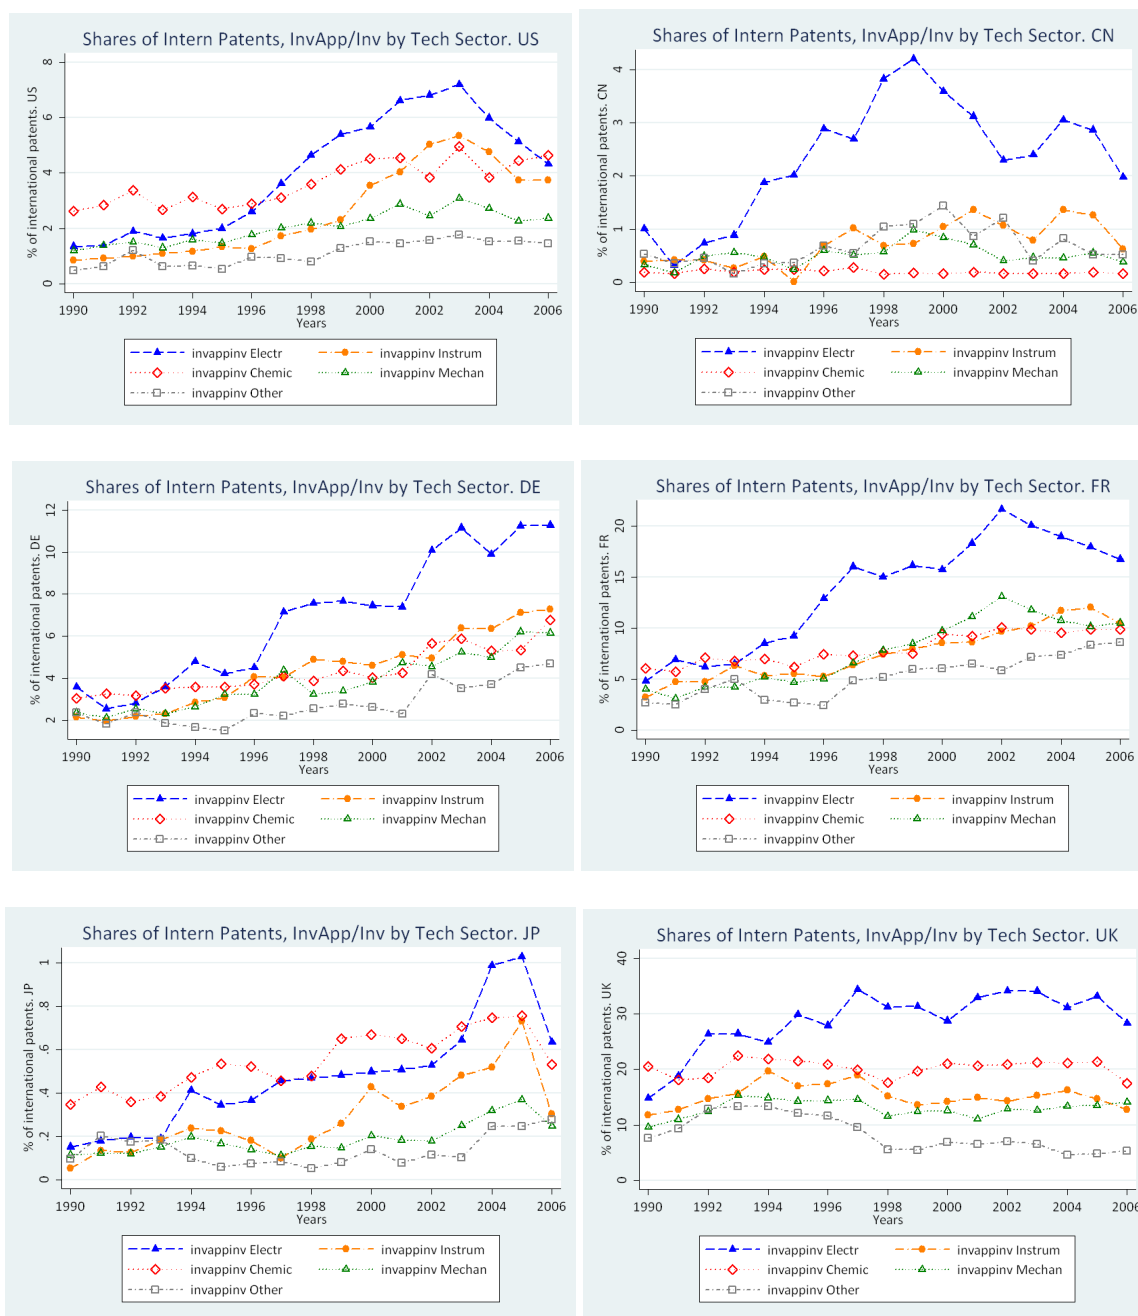 Shares of Intern Patents, InvApp/Inv by Tech Sector. US
% of international patents. US
8
6
4
2
0
1990 1992 1994 1996 1998 2000 2002 2004 2006
Years
invappinv Electr invappinv Instrum
invappinv Chemic invappinv Mechan
invappinv Other
Shares of Intern Patents, InvApp/Inv by Tech Sector. CN
% of international patents. CN
4
3
2
1
0
1990 1992 1994 1996 1998 2000 2002 2004 2006
Years
invappinv Electr invappinv Instrum
invappinv Chemic invappinv Mechan
invappinv Other
Shares of Intern Patents, InvApp/Inv by Tech Sector. DE
% of international patents. DE
12
10
8
6
4
2
1990 1992 1994 1996 1998 2000 2002 2004 2006
Years
invappinv Electr invappinv Instrum
invappinv Chemic invappinv Mechan
invappinv Other
Shares of Intern Patents, InvApp/Inv by Tech Sector. FR
% of international patents. FR
20
15
10
5
0
1990 1992 1994 1996 1998 2000 2002 2004 2006
Years
invappinv Electr invappinv Instrum
invappinv Chemic invappinv Mechan
invappinv Other
Shares of Intern Patents, InvApp/Inv by Tech Sector. JP
% of international patents. JP
1
.8
.6
.4
.2
0
1990 1992 1994 1996 1998 2000 2002 2004 2006
Years
invappinv Electr invappinv Instrum
invappinv Chemic invappinv Mechan
invappinv Other
Shares of Intern Patents, InvApp/Inv by Tech Sector. UK
% of international patents. UK
40
30
20
10
0
1990 1992 1994 1996 1998 2000 2002 2004 2006
Years
invappinv Electr invappinv Instrum
invappinv Chemic invappinv Mechan
invappinv Other